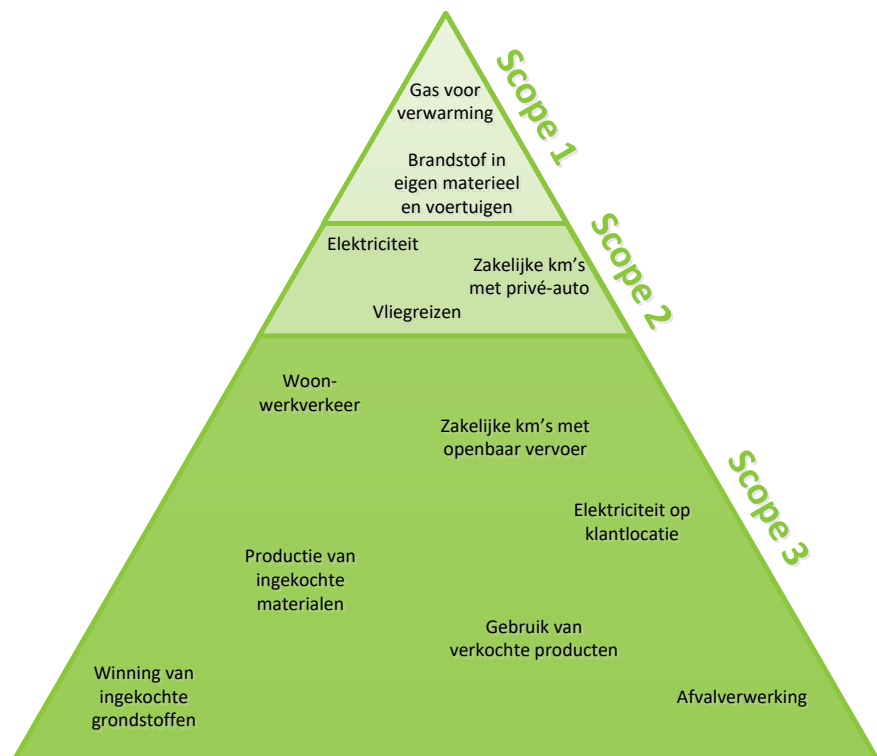 Scope 1
Gas voor
verwarming
Brandstof in
eigen materieel
en voertuigen
Scope 2
Elektriciteit
Zakelijke km’s
met privé-auto
Vliegreizen
Scope 3
Woon-
werkverkeer
Zakelijke km’s met
openbaar vervoer
Elektriciteit op
klantlocatie
Productie van
ingekochte
materialen
Gebruik van
verkochte producten
Winning van
ingekochte
grondstoffen
Afvalverwerking